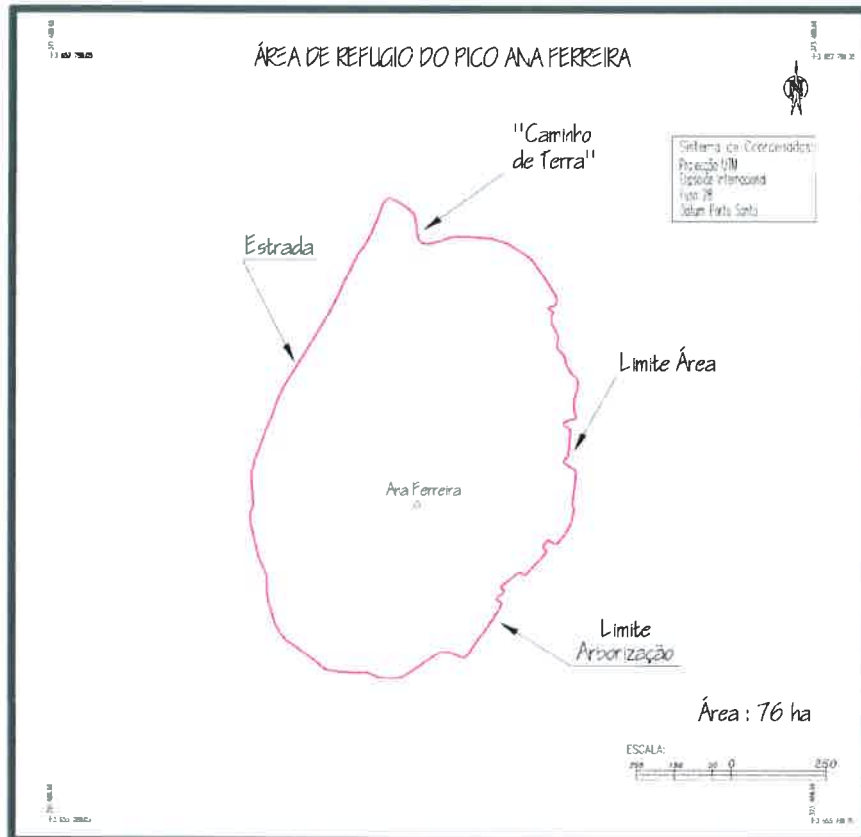 ÁREA DE REFUGIO DO PICO ANA FERREIRA
N
"Caminho
de Terra"
Sistema de Coordenadas:
Projecção UTM
Internacional
Fuso 28
Datum Porto Santo
Estrada
Limite Área
Ana Ferreira
Limite
Arborização
Área : 76 ha
ESCALA:
0 250